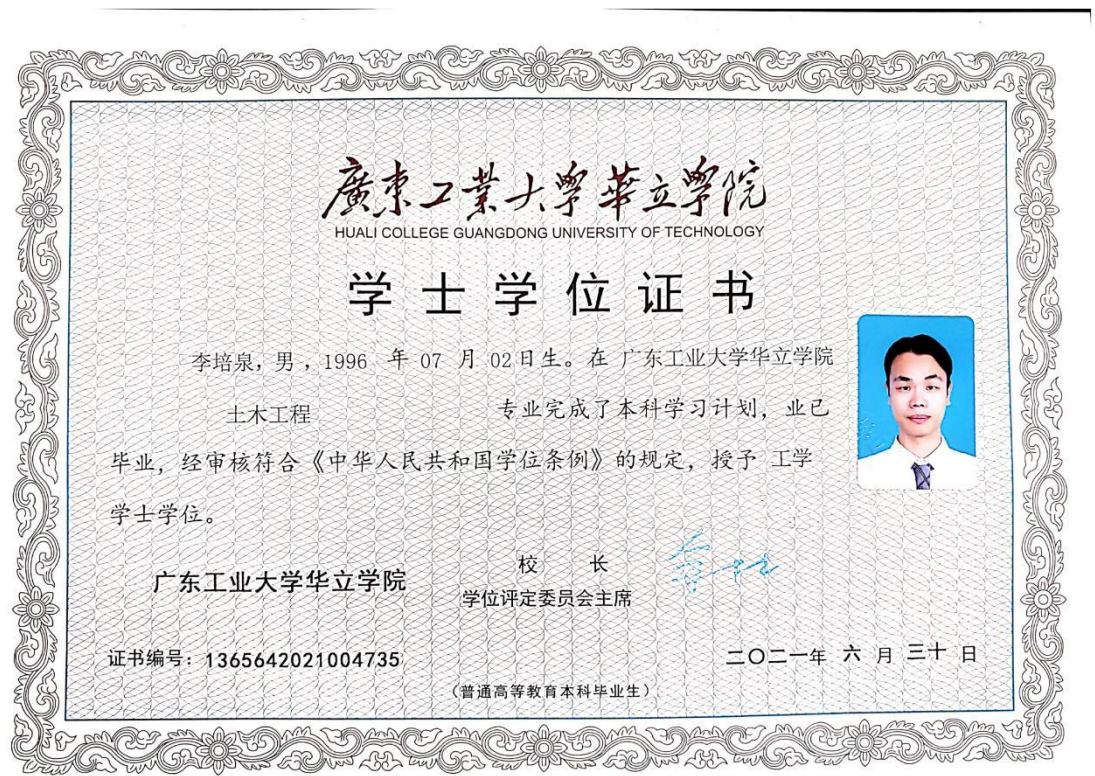 廣東工業大學華立學院
HUALI COLLEGE GUANGDONG UNIVERSITY OF TECHNOLOGY
学士学位证书
李培泉，男，1996 年 07 月 02日生。在 广东工业大学华立学院
土木工程 专业完成了本科学习计划，业已
毕业，经审核符合《中华人民共和国学位条例》的规定，授予 工学
学士学位。
广东工业大学华立学院
校 长
学位评定委员会主席
证书编号：1365642021004735
二〇二一年 六 月 三十 日
（普通高等教育本科毕业生）